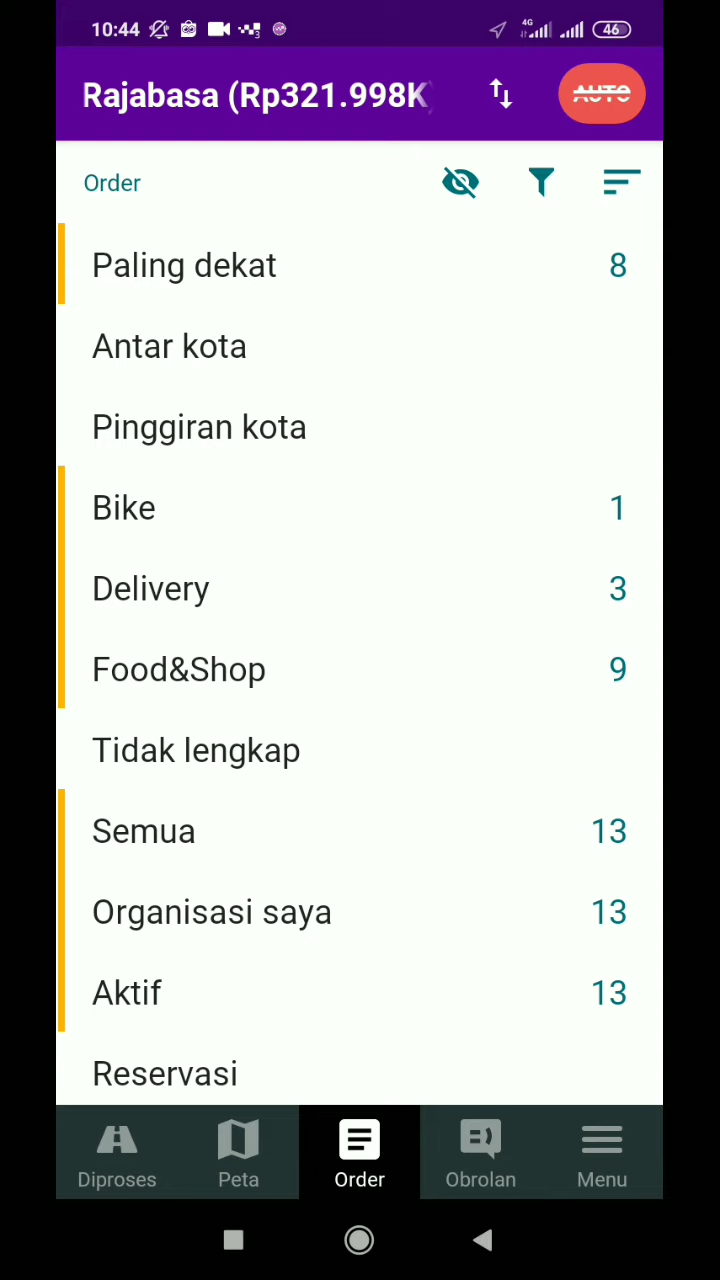 10:44
4G
46
Rajabasa (Rp321.998K)
AUTO
Order
Paling dekat 8
Antar kota
Pinggiran kota
Bike 1
Delivery 3
Food&Shop 9
Tidak lengkap
Semua 13
Organisasi saya 13
Aktif 13
Reservasi
Diproses Peta Order Obrolan Menu